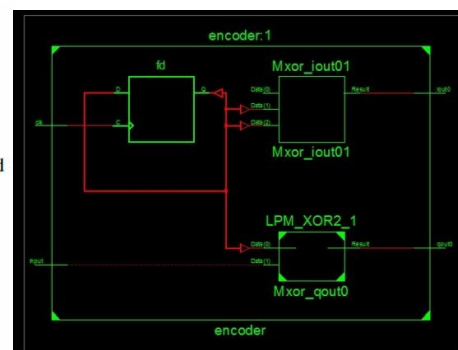 encoder:1
fd
Mxor_iout01
D
Q
Data(0)
Result
iout0
Data(1)
clk
C
Data(2)
Mxor_iout01
d
LPM_XOR2_1
Data(0)
Result
qout0
Data(1)
Mxor_qout0
encoder